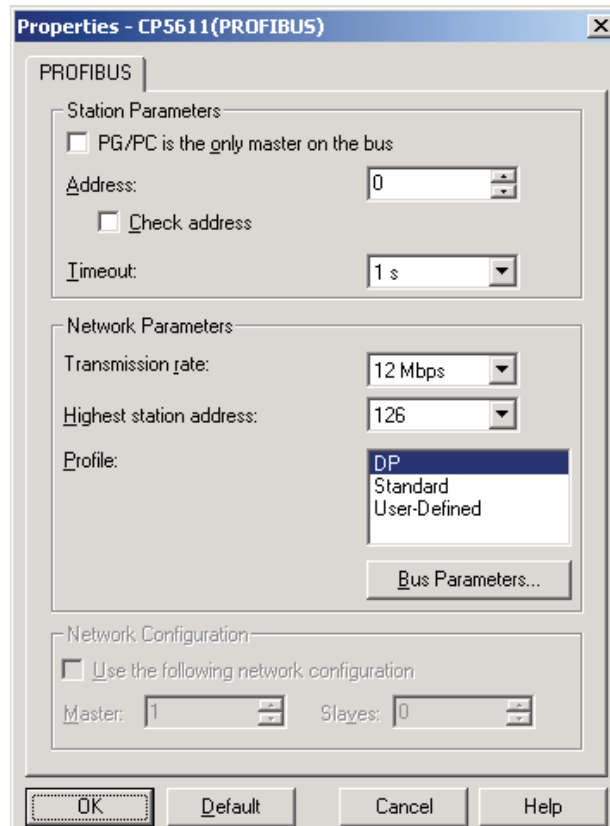 Properties - CP5611(PROFIBUS)
PROFIBUS
Station Parameters
PG/PC is the only master on the bus
Address: 0
Check address
Timeout: 1 s
Network Parameters
Transmission rate: 12 Mbps
Highest station address: 126
Profile: DP
Standard
User-Defined
Bus Parameters...
Network Configuration
Use the following network configuration
Master: 1 Slaves: 0
OK Default Cancel Help